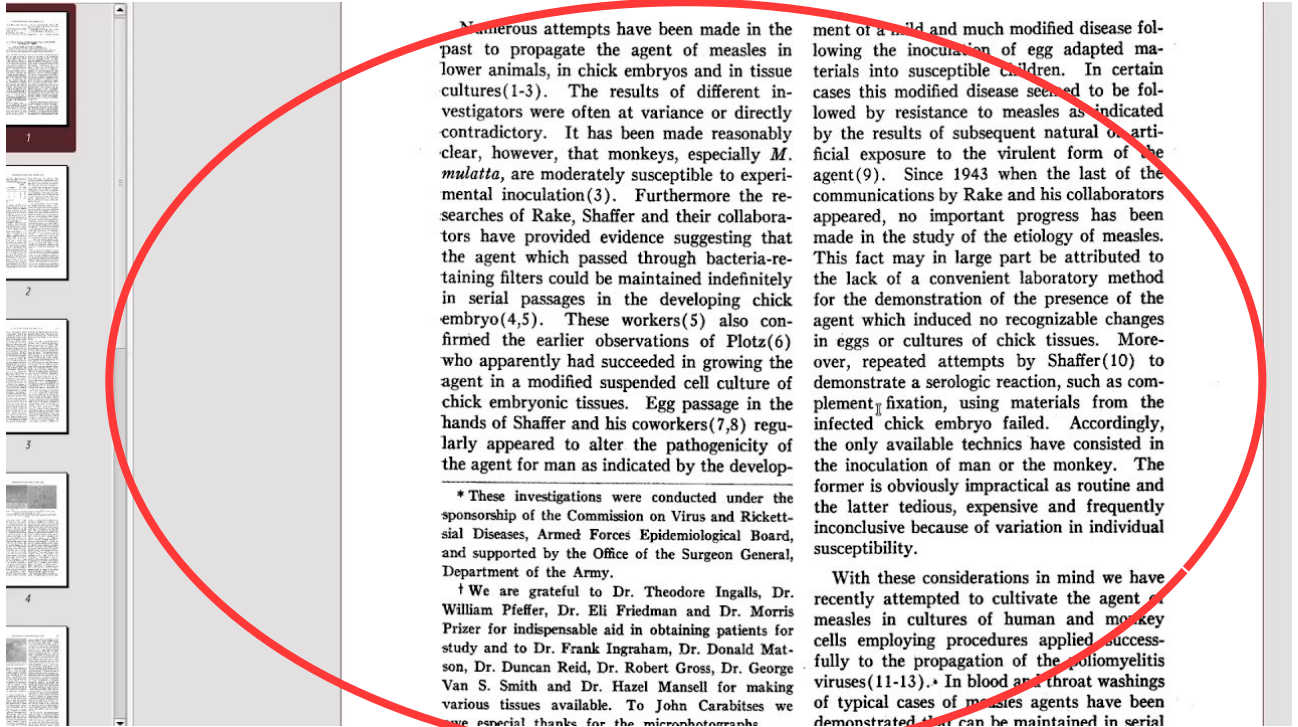 Numerous attempts have been made in the
past to propagate the agent of measles in
lower animals, in chick embryos and in tissue
cultures(1-3). The results of different in-
vestigators were often at variance or directly
contradictory. It has been made reasonably
clear, however, that monkeys, especially M.
mulatta, are moderately susceptible to experi-
mental inoculation(3). Furthermore the re-
searches of Rake, Shaffer and their collabora-
tors have provided evidence suggesting that
the agent which passed through bacteria-re-
taining filters could be maintained indefinitely
in serial passages in the developing chick
embryo(4,5). These workers(5) also con-
firmed the earlier observations of Plotz(6)
who apparently had succeeded in growing the
agent in a modified suspended cell culture of
chick embryonic tissues. Egg passage in the
hands of Shaffer and his coworkers(7,8) regu-
larly appeared to alter the pathogenicity of
the agent for man as indicated by the develop-
* These investigations were conducted under the
sponsorship of the Commission on Virus and Rickett-
sial Diseases, Armed Forces Epidemiological Board,
and supported by the Office of the Surgeon General,
Department of the Army.
† We are grateful to Dr. Theodore Ingalls, Dr.
William Pfeffer, Dr. Eli Friedman and Dr. Morris
Prizer for indispensable aid in obtaining patients for
study and to Dr. Frank Ingraham, Dr. Donald Mat-
son, Dr. Duncan Reid, Dr. Robert Gross, Dr. George
Van S. Smith and Dr. Hazel Mansell for making
various tissues available. To John Carabitses we
owe especial thanks for the microphotographs.
ment of a mild and much modified disease fol-
lowing the inoculation of egg adapted ma-
terials into susceptible children. In certain
cases this modified disease seemed to be fol-
lowed by resistance to measles as indicated
by the results of subsequent natural or arti-
ficial exposure to the virulent form of the
agent(9). Since 1943 when the last of the
communications by Rake and his collaborators
appeared, no important progress has been
made in the study of the etiology of measles.
This fact may in large part be attributed to
the lack of a convenient laboratory method
for the demonstration of the presence of the
agent which induced no recognizable changes
in eggs or cultures of chick tissues. More-
over, repeated attempts by Shaffer(10) to
demonstrate a serologic reaction, such as com-
plement fixation, using materials from the
infected chick embryo failed. Accordingly,
the only available technics have consisted in
the inoculation of man or the monkey. The
former is obviously impractical as routine and
the latter tedious, expensive and frequently
inconclusive because of variation in individual
susceptibility.
With these considerations in mind we have
recently attempted to cultivate the agent of
measles in cultures of human and monkey
cells employing procedures applied success-
fully to the propagation of the poliomyelitis
viruses(11-13). In blood and throat washings
of typical cases of measles agents have been
demonstrated that can be maintained in serial
1
2
3
4